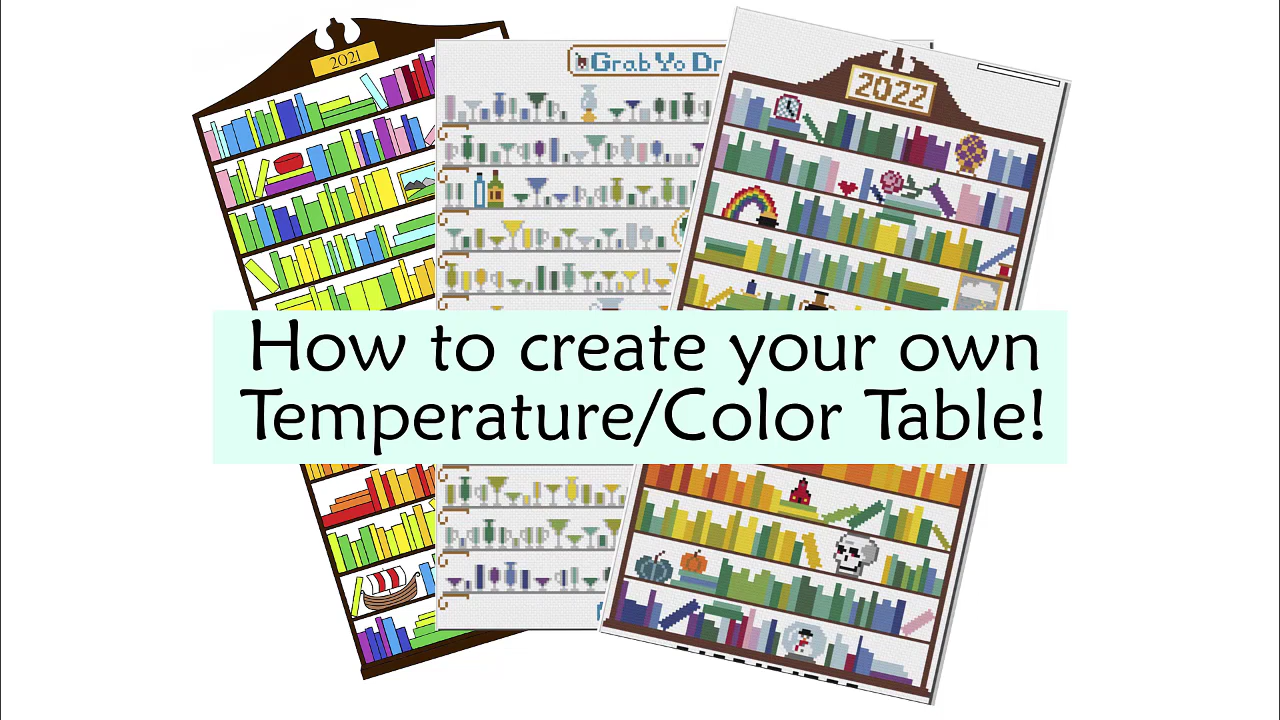 2021
Grab Yo Dr
2022
How to create your own
Temperature/Color Table!